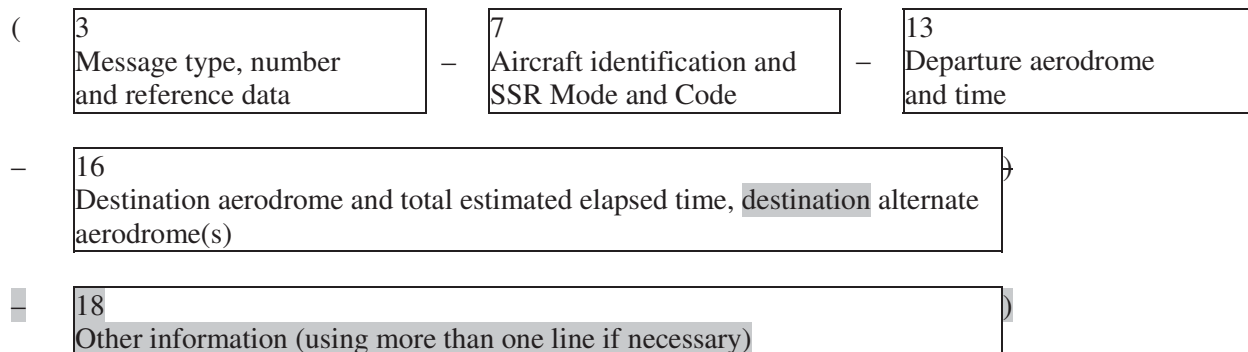 ( 3 7 13
Message type, number – Aircraft identification and – Departure aerodrome
and reference data SSR Mode and Code and time
– 16 )
Destination aerodrome and total estimated elapsed time, destination alternate
aerodrome(s)
– 18 )
Other information (using more than one line if necessary)